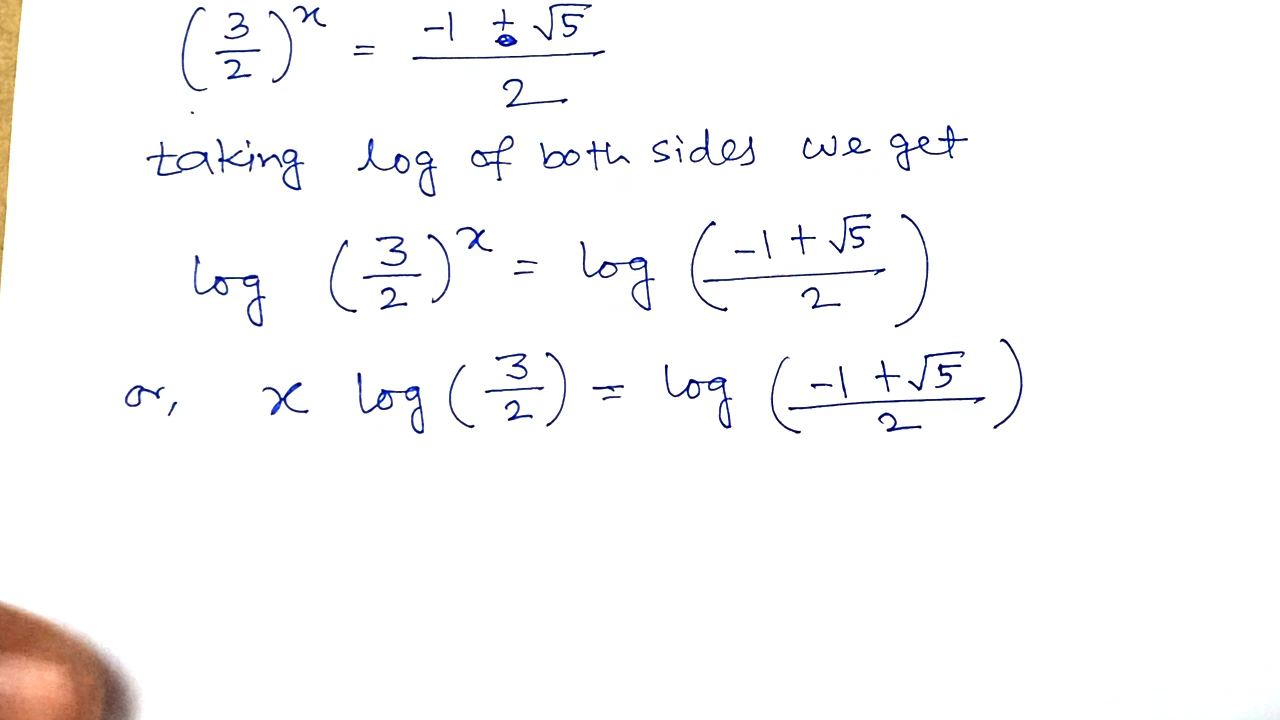 (3/2)^x = (-1 + √5)/2
taking log of both sides we get
log (3/2)^x = log ((-1 + √5)/2)
or, x log (3/2) = log ((-1 + √5)/2)